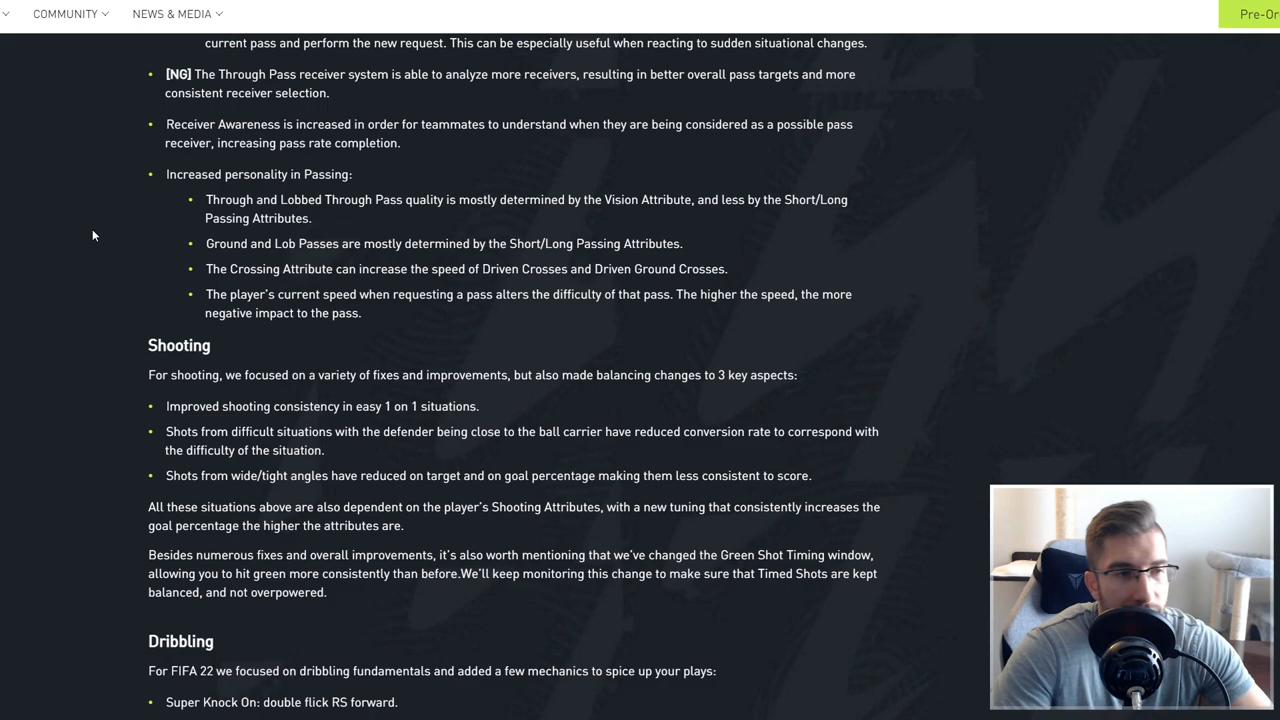 COMMUNITY
NEWS & MEDIA
Pre-Or
current pass and perform the new request. This can be especially useful when reacting to sudden situational changes.
• [NG] The Through Pass receiver system is able to analyze more receivers, resulting in better overall pass targets and more
consistent receiver selection.
• Receiver Awareness is increased in order for teammates to understand when they are being considered as a possible pass
receiver, increasing pass rate completion.
• Increased personality in Passing:
• Through and Lobbed Through Pass quality is mostly determined by the Vision Attribute, and less by the Short/Long
Passing Attributes.
• Ground and Lob Passes are mostly determined by the Short/Long Passing Attributes.
• The Crossing Attribute can increase the speed of Driven Crosses and Driven Ground Crosses.
• The player's current speed when requesting a pass alters the difficulty of that pass. The higher the speed, the more
negative impact to the pass.
Shooting
For shooting, we focused on a variety of fixes and improvements, but also made balancing changes to 3 key aspects:
• Improved shooting consistency in easy 1 on 1 situations.
• Shots from difficult situations with the defender being close to the ball carrier have reduced conversion rate to correspond with
the difficulty of the situation.
• Shots from wide/tight angles have reduced on target and on goal percentage making them less consistent to score.
All these situations above are also dependent on the player's Shooting Attributes, with a new tuning that consistently increases the
goal percentage the higher the attributes are.
Besides numerous fixes and overall improvements, it's also worth mentioning that we've changed the Green Shot Timing window,
allowing you to hit green more consistently than before.We'll keep monitoring this change to make sure that Timed Shots are kept
balanced, and not overpowered.
Dribbling
For FIFA 22 we focused on dribbling fundamentals and added a few mechanics to spice up your plays:
• Super Knock On: double flick RS forward.